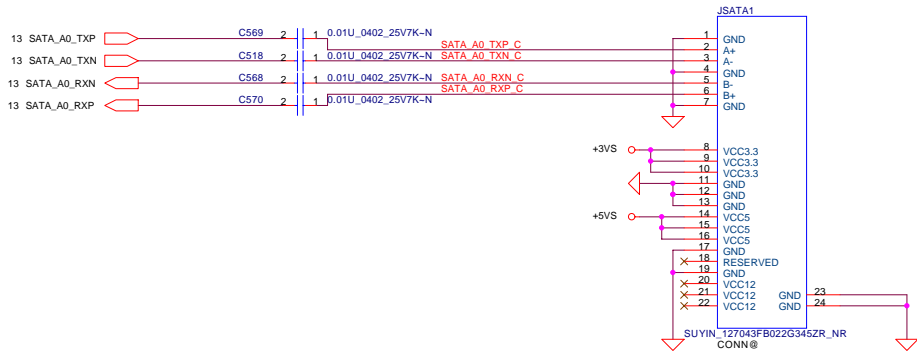 JSATA1
13 SATA_A0_TXP C569 2 1 0.01U_0402_25V7K~N
SATA_A0_TXP_C
13 SATA_A0_TXN C518 2 1 0.01U_0402_25V7K~N
SATA_A0_TXN_C
13 SATA_A0_RXN C568 2 1 0.01U_0402_25V7K~N SATA_A0_RXN_C
SATA_A0_RXP_C
13 SATA_A0_RXP C570 2 1 0.01U_0402_25V7K~N
1 GND
2 A+
3 A-
4 GND
5 B-
6 B+
7 GND
+3VS
8 VCC3.3
9 VCC3.3
10 VCC3.3
11 GND
12 GND
13 GND
+5VS
14 VCC5
15 VCC5
16 VCC5
17 GND
18 RESERVED
19 GND
20 VCC12
21 VCC12 GND 23
22 VCC12 GND 24
SUYIN_127043FB022G345ZR_NR
CONN@